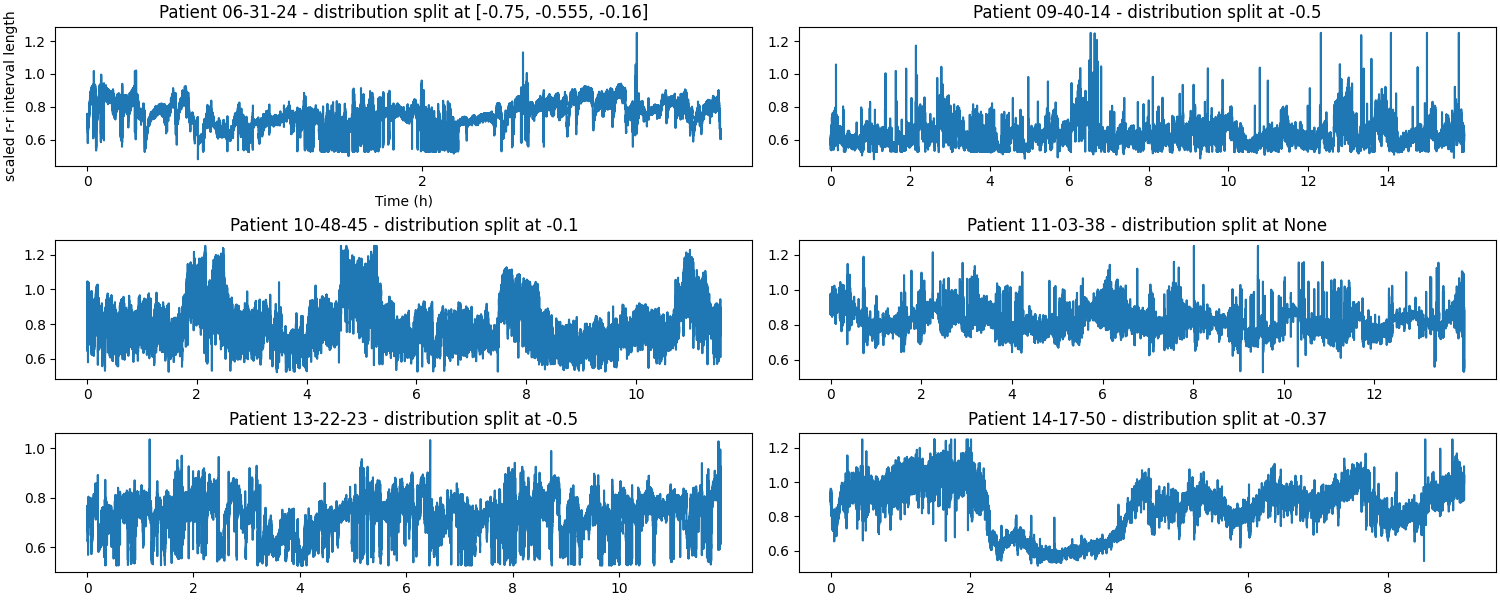 Patient 06-31-24 - distribution split at [-0.75, -0.555, -0.16]
scaled r-r interval length
1.2
1.0
0.8
0.6
0 2
Time (h)
Patient 09-40-14 - distribution split at -0.5
1.2
1.0
0.8
0.6
0 2 4 6 8 10 12 14
Patient 10-48-45 - distribution split at -0.1
1.2
1.0
0.8
0.6
0 2 4 6 8 10
Patient 11-03-38 - distribution split at None
1.2
1.0
0.8
0.6
0 2 4 6 8 10 12
Patient 13-22-23 - distribution split at -0.5
1.0
0.8
0.6
0 2 4 6 8 10
Patient 14-17-50 - distribution split at -0.37
1.2
1.0
0.8
0.6
0 2 4 6 8